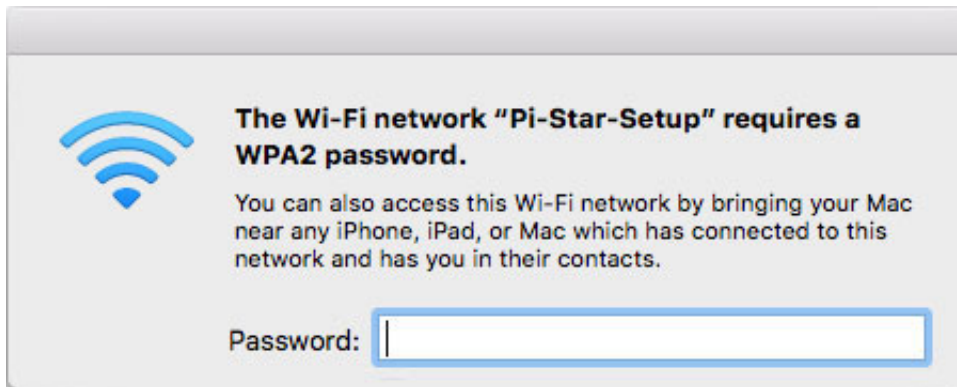 The Wi-Fi network “Pi-Star-Setup” requires a
WPA2 password.
You can also access this Wi-Fi network by bringing your Mac
near any iPhone, iPad, or Mac which has connected to this
network and has you in their contacts.
Password: